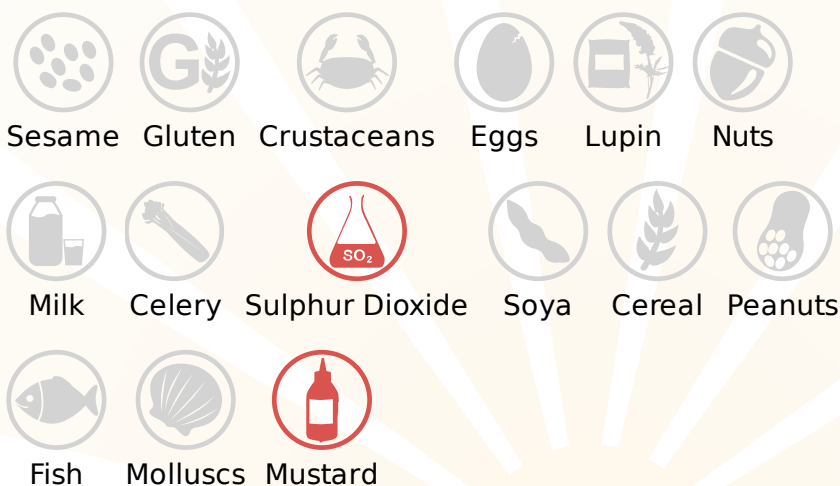 G
Sesame Gluten Crustaceans Eggs Lupin Nuts
SO₂
Milk Celery Sulphur Dioxide Soya Cereal Peanuts
Fish Molluscs Mustard